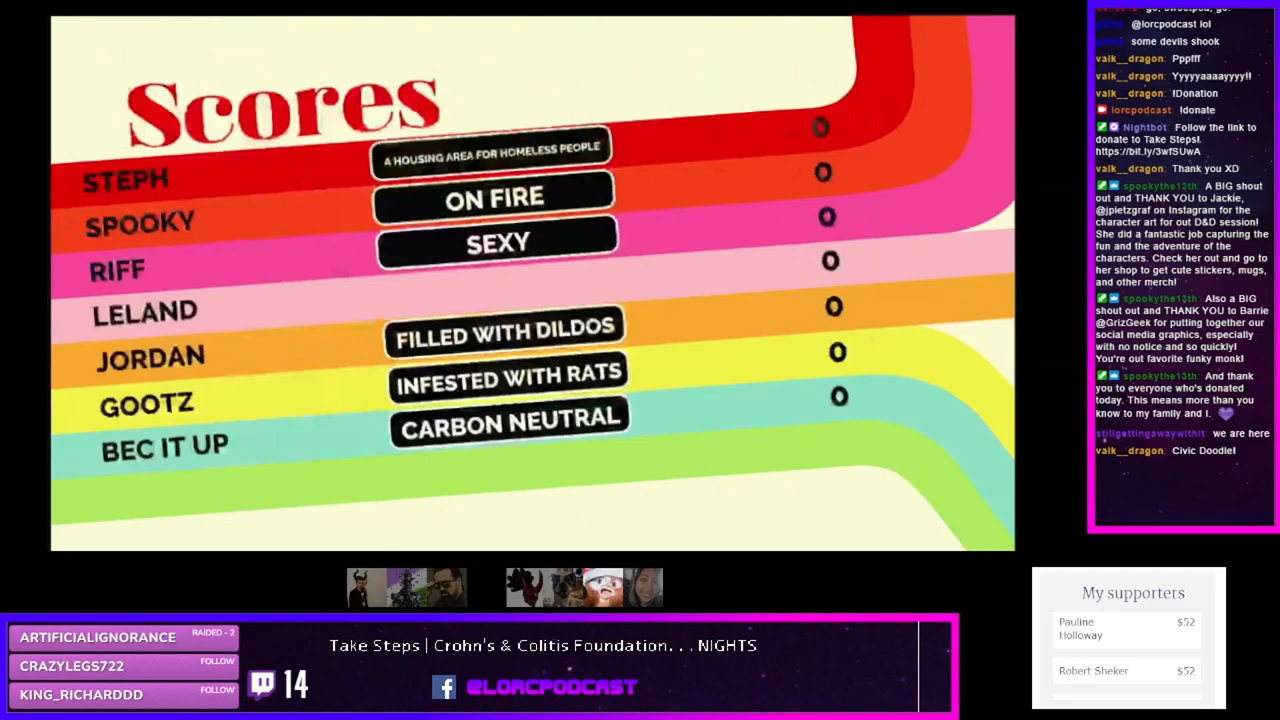 Scores
STEPH A HOUSING AREA FOR HOMELESS PEOPLE 0
SPOOKY ON FIRE 0
RIFF SEXY 0
LELAND 0
JORDAN FILLED WITH DILDOS 0
GOOTZ INFESTED WITH RATS 0
BEC IT UP CARBON NEUTRAL 0
@lorcpodcast lol
some devils shook
valk__dragon: Pppfff
valk__dragon: Yyyyyaaaayyyy!!
valk__dragon: !Donation
lorcpodcast: !donate
Nightbot: Follow the link
to donate to Take Steps!
https://bit.ly/3wfSUwA
valk__dragon: Thank you XD
spookythe13th: A BIG shout
out and THANK YOU to Jackie,
@jpietzgraf on Instagram for the
character art for out D&D session!
She did a fantastic job capturing the
fun and the adventure of the
characters. Check her out and go to
her shop to get cute stickers, mugs,
and other merch!
spookythe13th: Also a BIG
shout out and THANK YOU to Barrie
@GrizGeek for putting together our
social media graphics, especially
with no notice and so quickly!
You're out favorite funky monk!
spookythe13th: And thank
you to everyone who's donated
today. This means more than you
know to my family and I.
stillgettingawaywithit: we are here
valk__dragon: Civic Doodle!
My supporters
Pauline Holloway $52
Robert Sheker $52
ARTIFICIALIGNORANCE RAIDED - 2
CRAZYLEGS722 FOLLOW
KING_RICHARDDD FOLLOW
14
Take Steps | Crohn's & Colitis Foundation. . . NIGHTS
@LORCPODCAST